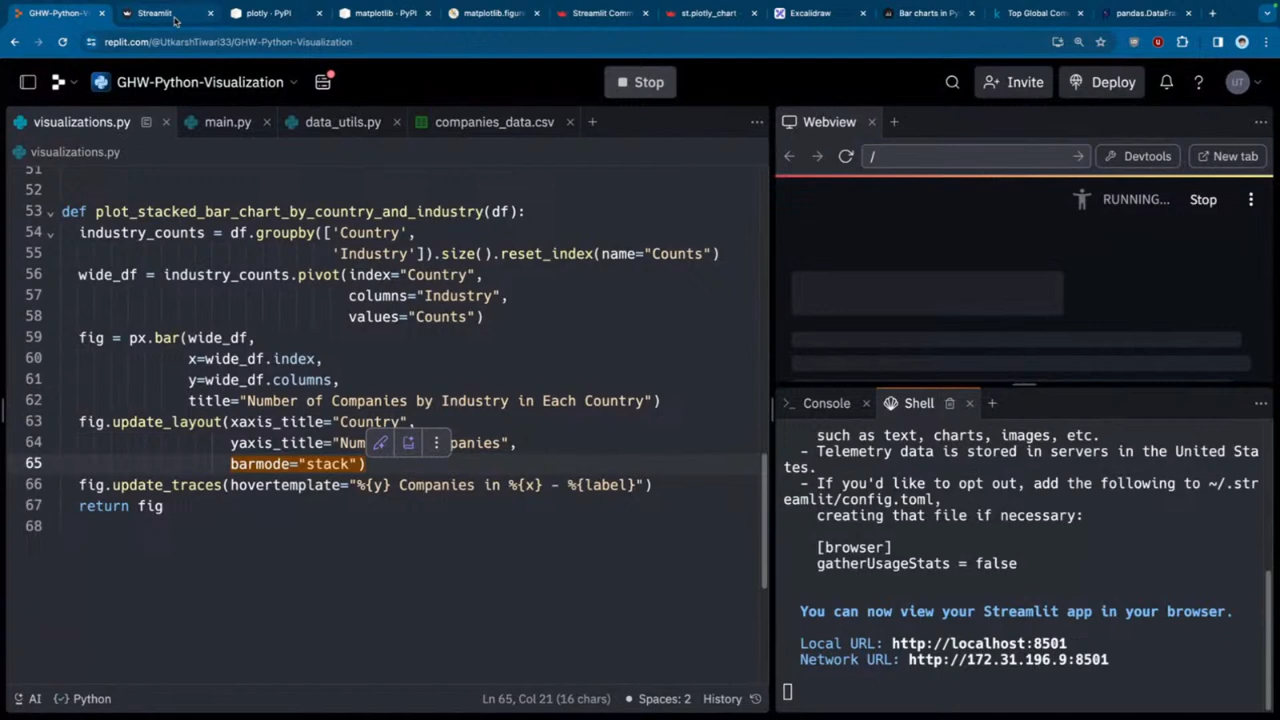 GHW-Python-Visualization
Streamlit
plotly · PyPI
matplotlib · PyPI
matplotlib.figure
Streamlit Comm
st.plotly_chart
Excalidraw
Bar charts in Py
Top Global Com
pandas.DataFra
replit.com/@UtkarshTiwari33/GHW-Python-Visualization
GHW-Python-Visualization
Stop
Invite
Deploy
UT
visualizations.py
main.py
data_utils.py
companies_data.csv
Webview
visualizations.py
/
Devtools
New tab
RUNNING...
Stop
51
52
53 def plot_stacked_bar_chart_by_country_and_industry(df):
54 industry_counts = df.groupby(['Country',
55 'Industry']).size().reset_index(name="Counts")
56 wide_df = industry_counts.pivot(index="Country",
57 columns="Industry",
58 values="Counts")
59 fig = px.bar(wide_df,
60 x=wide_df.index,
61 y=wide_df.columns,
62 title="Number of Companies by Industry in Each Country")
63 fig.update_layout(xaxis_title="Country",
64 yaxis_title="Num panies",
65 barmode="stack")
66 fig.update_traces(hovertemplate="%{y} Companies in %{x} - %{label}")
67 return fig
68
Console
Shell
such as text, charts, images, etc.
- Telemetry data is stored in servers in the United Sta
tes.
- If you'd like to opt out, add the following to ~/.str
eamlit/config.toml,
creating that file if necessary:
[browser]
gatherUsageStats = false
You can now view your Streamlit app in your browser.
Local URL: http://localhost:8501
Network URL: http://172.31.196.9:8501
AI
Python
Ln 65, Col 21 (16 chars)
Spaces: 2
History